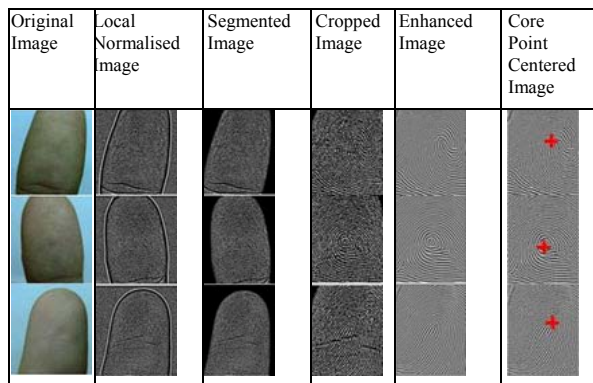 Original
Image
Local
Normalised
Image
Segmented
Image
Cropped
Image
Enhanced
Image
Core
Point
Centered
Image